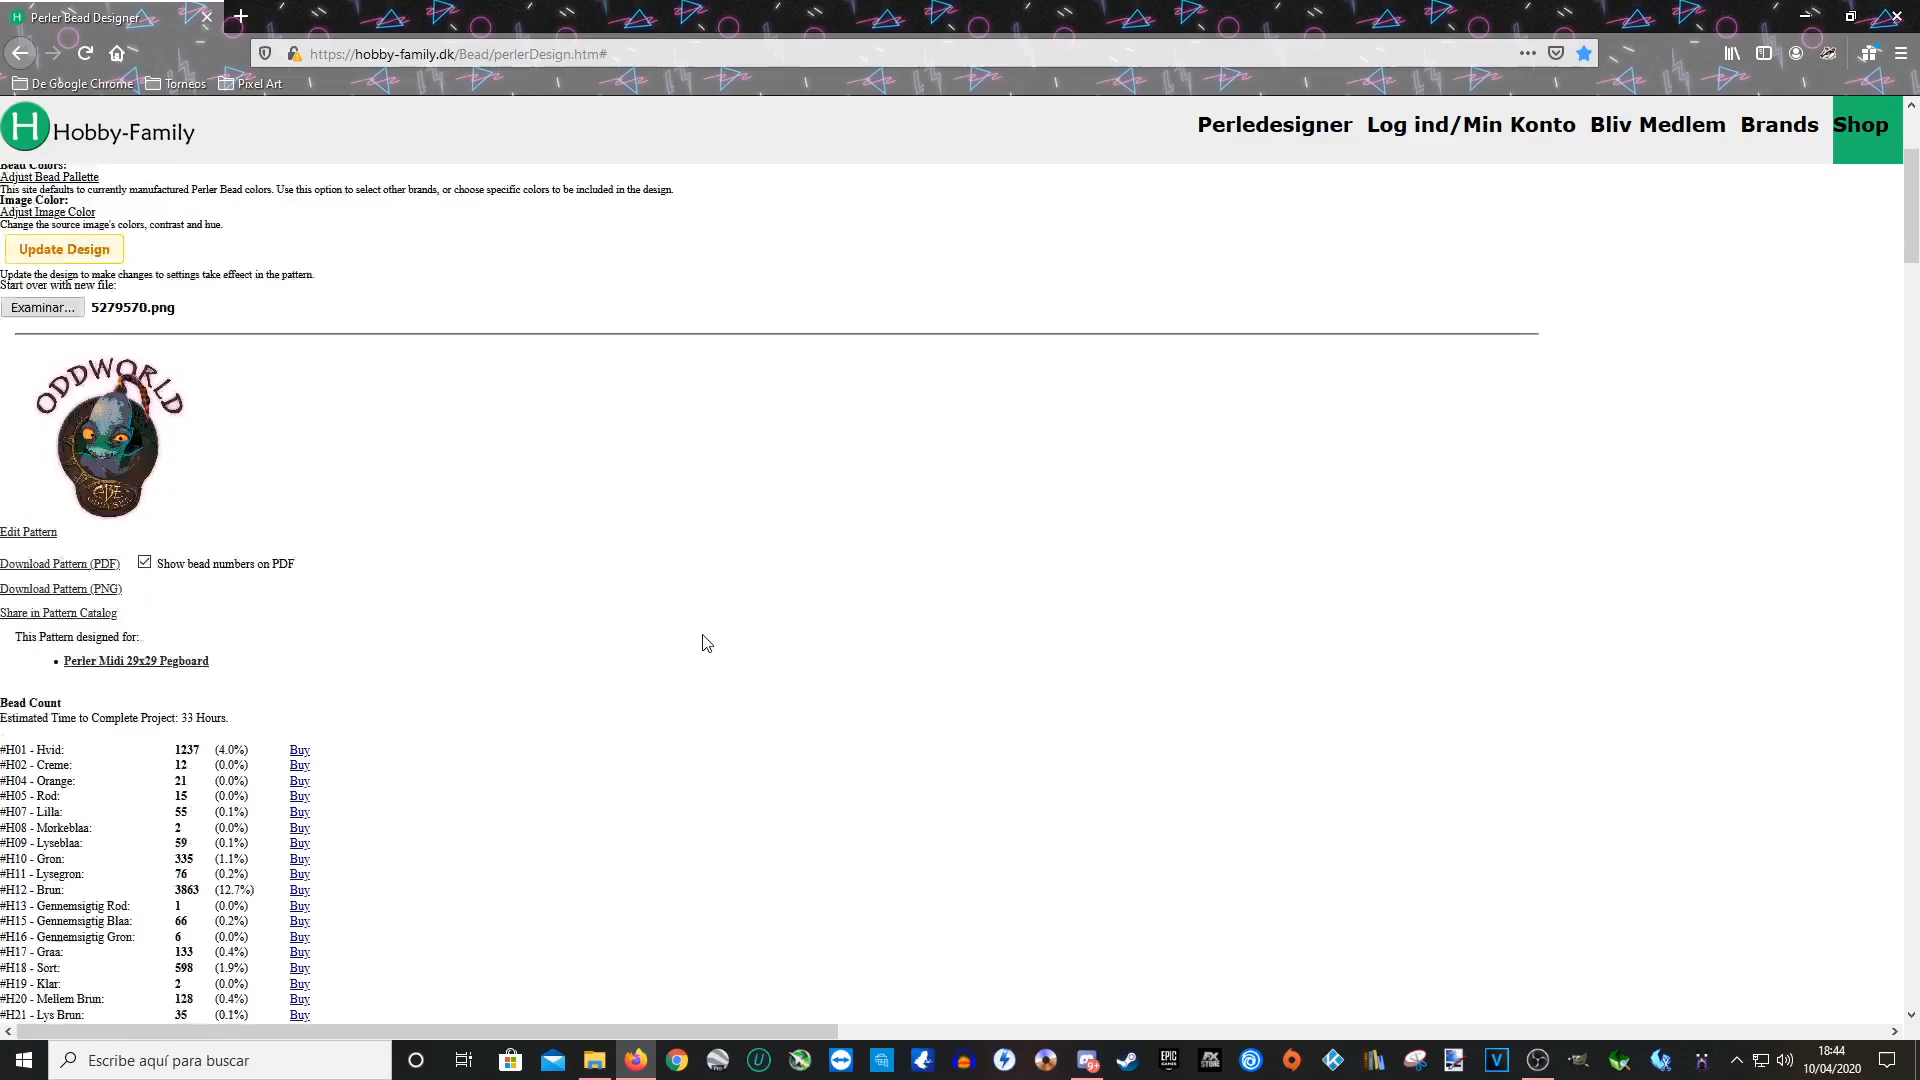 Perler Bead Designer
https://hobby-family.dk/Bead/perlerDesign.htm#
De Google Chrome
Torneos
Pixel Art
H Hobby-Family
Perledesigner
Log ind/Min Konto
Bliv Medlem
Brands
Shop
Bead Colors:
Adjust Bead Pallette
This site defaults to currently manufactured Perler Bead colors. Use this option to select other brands, or choose specific colors to be included in the design.
Image Color:
Adjust Image Color
Change the source image's colors, contrast and hue.
Update Design
Update the design to make changes to settings take effeect in the pattern.
Start over with new file:
Examinar... 5279570.png
ODDWORLD
Edit Pattern
Download Pattern (PDF) Show bead numbers on PDF
Download Pattern (PNG)
Share in Pattern Catalog
This Pattern designed for:
• Perler Midi 29x29 Pegboard
Bead Count
Estimated Time to Complete Project: 33 Hours.
#H01 - Hvid: 1237 (4.0%) Buy
#H02 - Creme: 12 (0.0%) Buy
#H04 - Orange: 21 (0.0%) Buy
#H05 - Rod: 15 (0.0%) Buy
#H07 - Lilla: 55 (0.1%) Buy
#H08 - Morkeblaa: 2 (0.0%) Buy
#H09 - Lyseblaa: 59 (0.1%) Buy
#H10 - Gron: 335 (1.1%) Buy
#H11 - Lysegron: 76 (0.2%) Buy
#H12 - Brun: 3863 (12.7%) Buy
#H13 - Gennemsigtig Rod: 1 (0.0%) Buy
#H15 - Gennemsigtig Blaa: 66 (0.2%) Buy
#H16 - Gennemsigtig Gron: 6 (0.0%) Buy
#H17 - Graa: 133 (0.4%) Buy
#H18 - Sort: 598 (1.9%) Buy
#H19 - Klar: 2 (0.0%) Buy
#H20 - Mellem Brun: 128 (0.4%) Buy
#H21 - Lys Brun: 35 (0.1%) Buy
Escribe aquí para buscar
18:44
10/04/2020